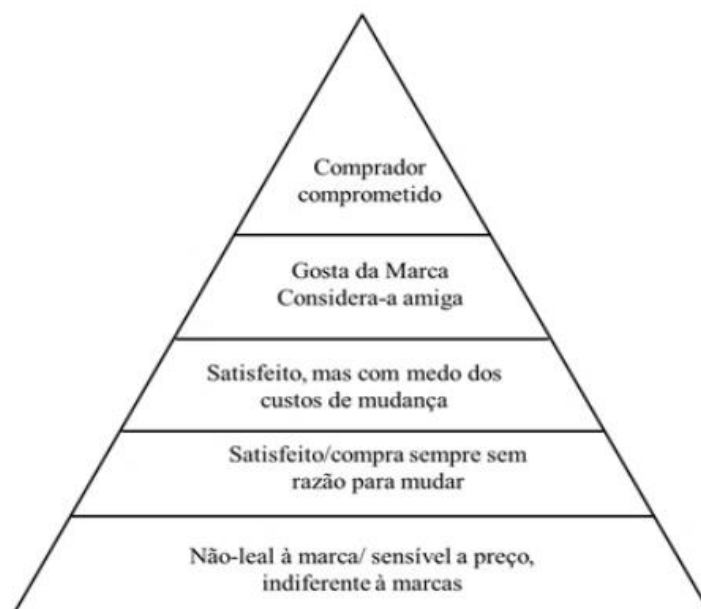 Comprador
comprometido
Gosta da Marca
Considera-a amiga
Satisfeito, mas com medo dos
custos de mudança
Satisfeito/compra sempre sem
razão para mudar
Não-leal à marca/ sensível a preço,
indiferente à marcas